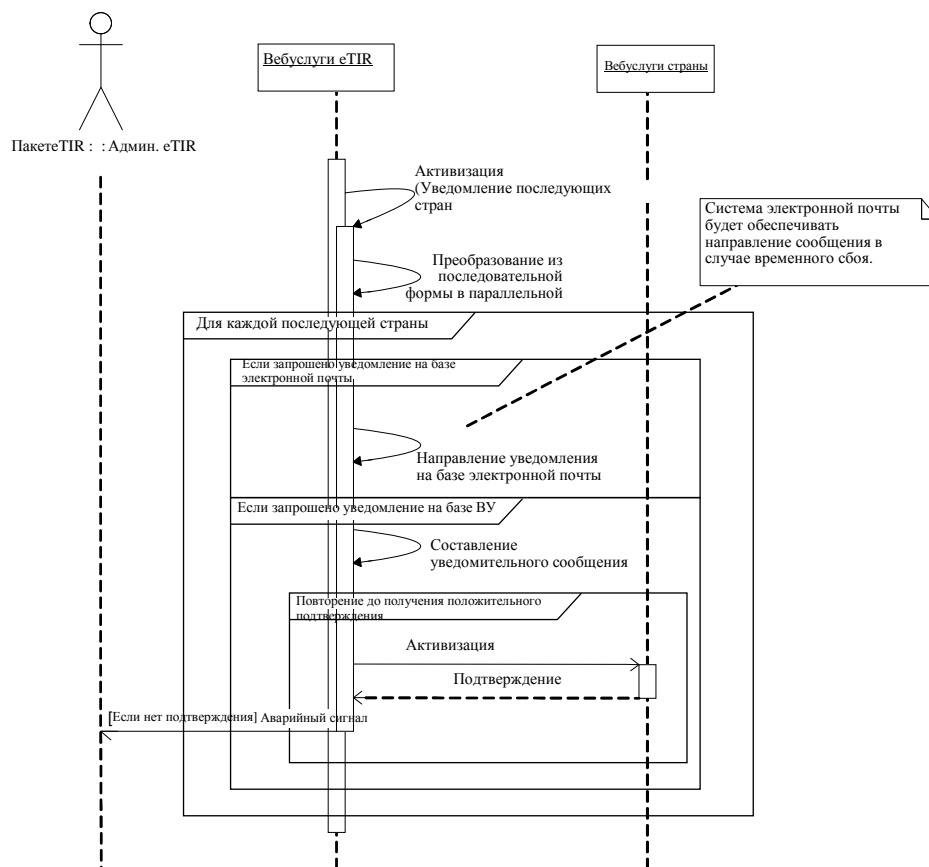 Вебуслуги eTIR
Вебуслуги страны
ПакетeTIR : :Админ. eTIR
Активизация
(Уведомление последующих
стран
Система электронной почты
будет обеспечивать
направление сообщения в
случае временного сбоя.
Преобразование из
последовательной
формы в параллельной
Для каждой последующей страны
Если запрошено уведомление на базе
электронной почты
Направление уведомления
на базе электронной почты
Если запрошено уведомление на базе ВУ
Составление
уведомительного сообщения
Повторение до получения положительного
подтверждения
Активизация
Подтверждение
[Если нет подтверждения] Аварийный сигнал